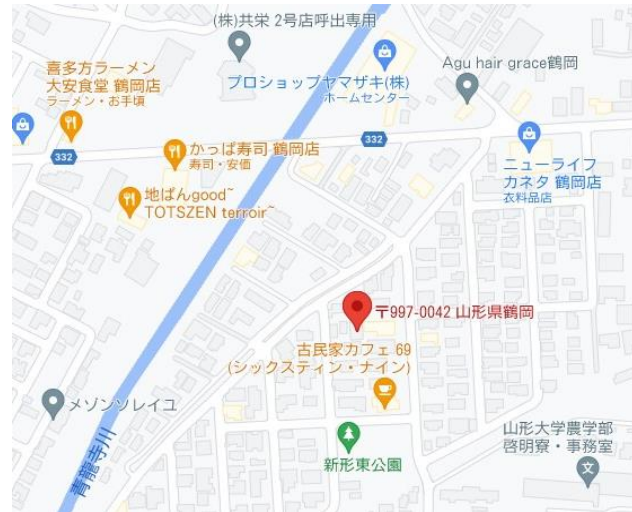 (株)共栄 2号店呼出専用
喜多方ラーメン
大安食堂 鶴岡店
ラーメン・お手頃
プロショップヤマザキ(株)
ホームセンター
Agu hair grace鶴岡
332
かっぱ寿司 鶴岡店
寿司・安価
332
ニューライフ
カネタ 鶴岡店
衣料品店
地ぱんgood~
TOTSZEN terroir~
〒997-0042 山形県鶴岡
古民家カフェ 69
(シックスティン・ナイン)
メゾンソレイユ
青龍寺川
新形東公園
山形大学農学部
啓明寮・事務室